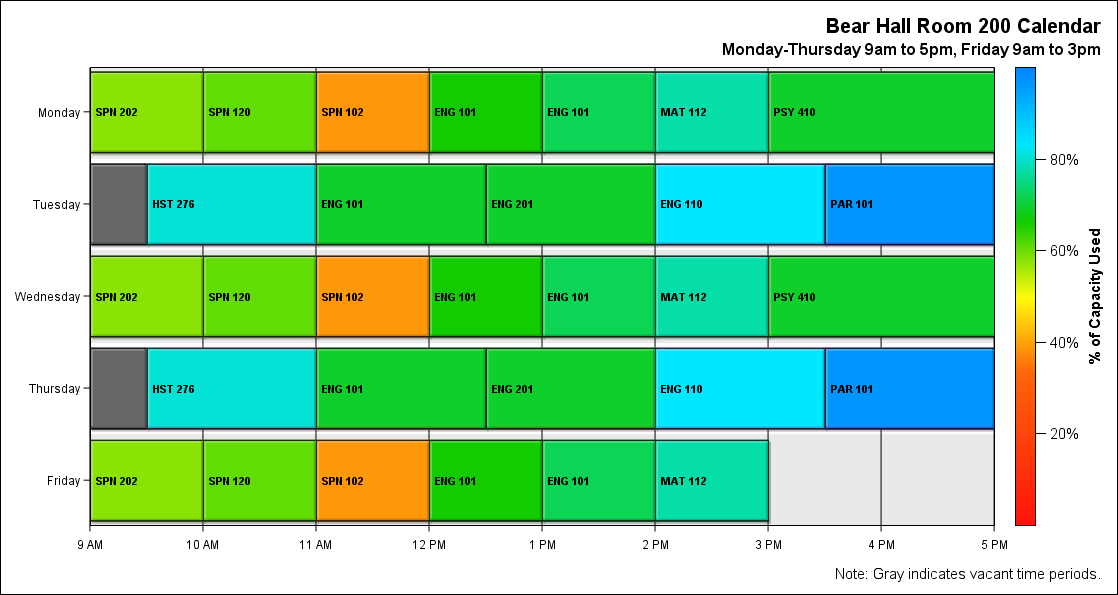 Bear Hall Room 200 Calendar
Monday-Thursday 9am to 5pm, Friday 9am to 3pm
Monday SPN 202 SPN 120 SPN 102 ENG 101 ENG 101 MAT 112 PSY 410
Tuesday HST 276 ENG 101 ENG 201 ENG 110 PAR 101
Wednesday SPN 202 SPN 120 SPN 102 ENG 101 ENG 101 MAT 112 PSY 410
Thursday HST 276 ENG 101 ENG 201 ENG 110 PAR 101
Friday SPN 202 SPN 120 SPN 102 ENG 101 ENG 101 MAT 112
9 AM 10 AM 11 AM 12 PM 1 PM 2 PM 3 PM 4 PM 5 PM
80%
60%
40%
20%
% of Capacity Used
Note: Gray indicates vacant time periods.